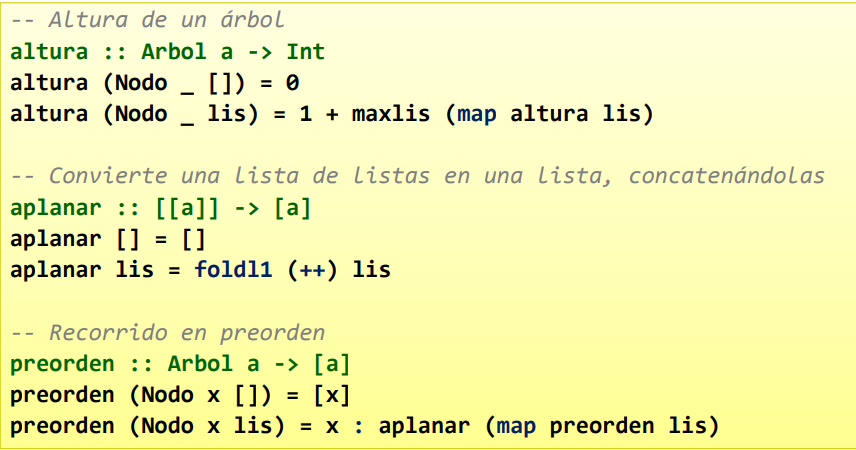 -- Altura de un árbol
altura :: Arbol a -> Int
altura (Nodo _ []) = 0
altura (Nodo _ lis) = 1 + maxlis (map altura lis)
-- Convierte una lista de listas en una lista, concatenándolas
aplanar :: [[a]] -> [a]
aplanar [] = []
aplanar lis = foldl1 (++) lis
-- Recorrido en preorden
preorden :: Arbol a -> [a]
preorden (Nodo x []) = [x]
preorden (Nodo x lis) = x : aplanar (map preorden lis)